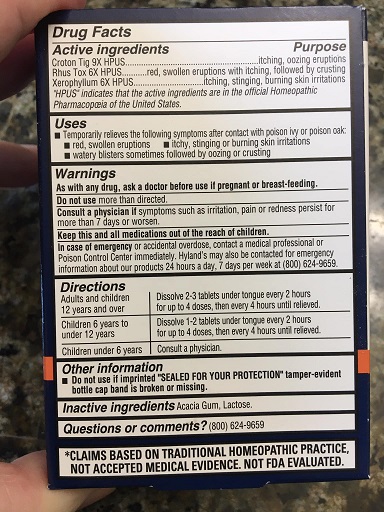 Drug Facts
Active ingredients Purpose
Croton Tig 9X HPUS...itching, oozing eruptions
Rhus Tox 6X HPUS...red, swollen eruptions with itching, followed by crusting
Xerophyllum 6X HPUS...itching, stinging, burning skin irritations
"HPUS" indicates that the active ingredients are in the official Homeopathic
Pharmacopœia of the United States.
Uses
■ Temporarily relieves the following symptoms after contact with poison ivy or poison oak:
■ red, swollen eruptions ■ itchy, stinging or burning skin irritations
■ watery blisters sometimes followed by oozing or crusting
Warnings
As with any drug, ask a doctor before use if pregnant or breast-feeding.
Do not use more than directed.
Consult a physician if symptoms such as irritation, pain or redness persist for
more than 7 days or worsen.
Keep this and all medications out of the reach of children.
In case of emergency or accidental overdose, contact a medical professional or
Poison Control Center immediately. Hyland's may also be contacted for emergency
information about our products 24 hours a day, 7 days per week at (800) 624-9659.
Directions
Adults and children Dissolve 2-3 tablets under tongue every 2 hours
12 years and over for up to 4 doses, then every 4 hours until relieved.
Children 6 years to Dissolve 1-2 tablets under tongue every 2 hours
under 12 years for up to 4 doses, then every 4 hours until relieved.
Children under 6 years Consult a physician.
Other information
■ Do not use if imprinted "SEALED FOR YOUR PROTECTION" tamper-evident
bottle cap band is broken or missing.
Inactive ingredients Acacia Gum, Lactose.
Questions or comments? (800) 624-9659
*CLAIMS BASED ON TRADITIONAL HOMEOPATHIC PRACTICE,
NOT ACCEPTED MEDICAL EVIDENCE. NOT FDA EVALUATED.